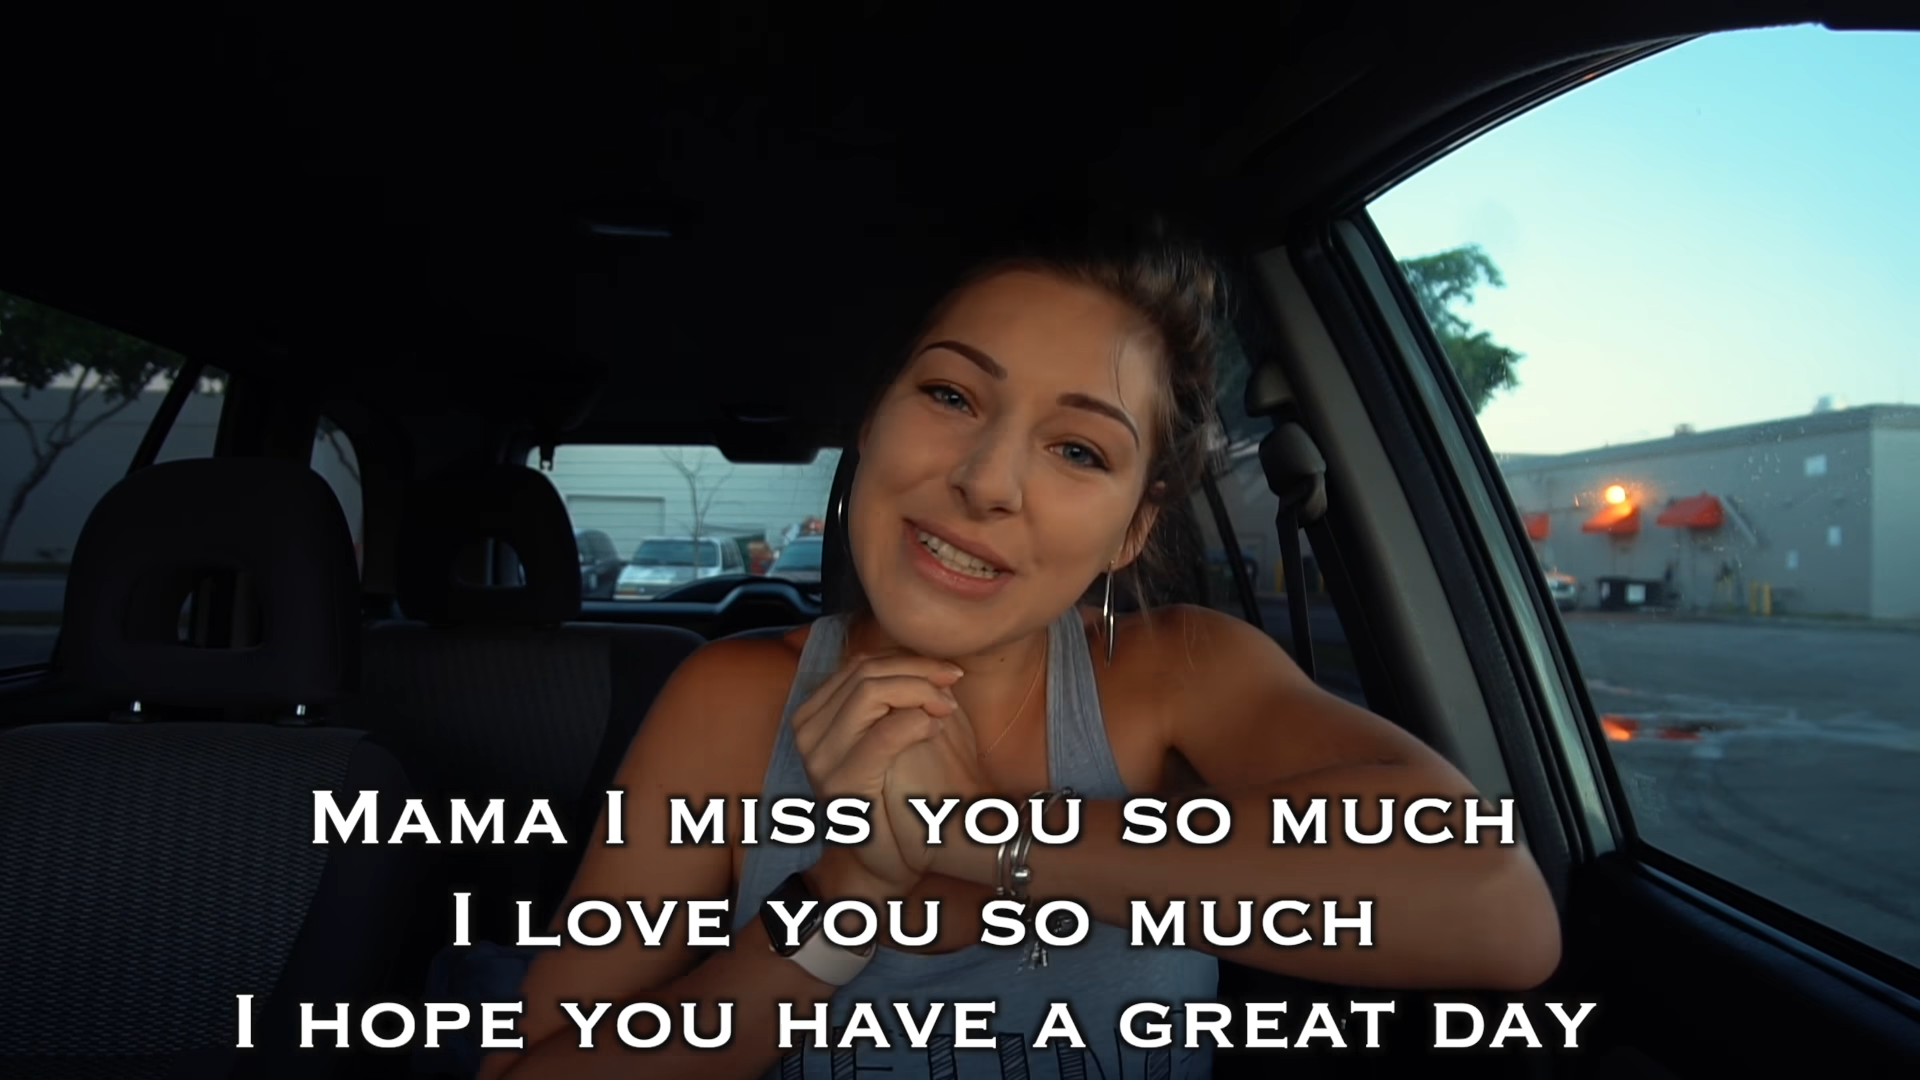 Mama I miss you so much
I love you so much
I hope you have a great day